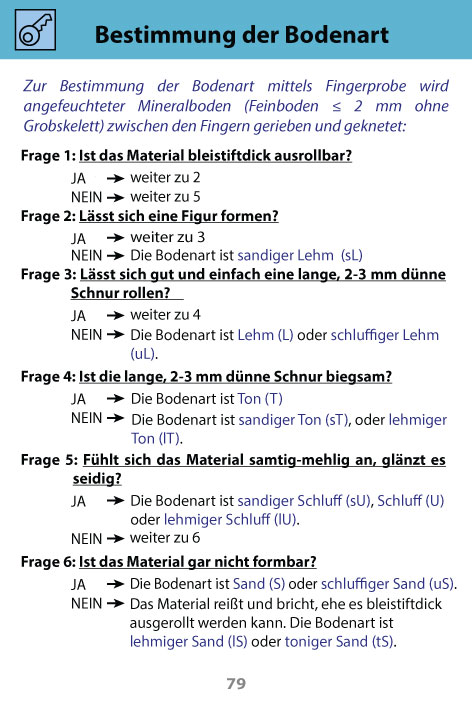 Bestimmung der Bodenart
Zur Bestimmung der Bodenart mittels Fingerprobe wird
angefeuchteter Mineralboden (Feinboden ≤ 2 mm ohne
Grobskelett) zwischen den Fingern gerieben und geknetet:
Frage 1: Ist das Material bleistiftdick ausrollbar?
JA → weiter zu 2
NEIN → weiter zu 5
Frage 2: Lässt sich eine Figur formen?
JA → weiter zu 3
NEIN → Die Bodenart ist sandiger Lehm (sL)
Frage 3: Lässt sich gut und einfach eine lange, 2-3 mm dünne
Schnur rollen?
JA → weiter zu 4
NEIN → Die Bodenart ist Lehm (L) oder schluffiger Lehm
(uL).
Frage 4: Ist die lange, 2-3 mm dünne Schnur biegsam?
JA → Die Bodenart ist Ton (T)
NEIN → Die Bodenart ist sandiger Ton (sT), oder lehmiger
Ton (lT).
Frage 5: Fühlt sich das Material samtig-mehlig an, glänzt es
seidig?
JA → Die Bodenart ist sandiger Schluff (sU), Schluff (U)
oder lehmiger Schluff (lU).
NEIN → weiter zu 6
Frage 6: Ist das Material gar nicht formbar?
JA → Die Bodenart ist Sand (S) oder schluffiger Sand (uS).
NEIN → Das Material reißt und bricht, ehe es bleistiftdick
ausgerollt werden kann. Die Bodenart ist
lehmiger Sand (lS) oder toniger Sand (tS).
79